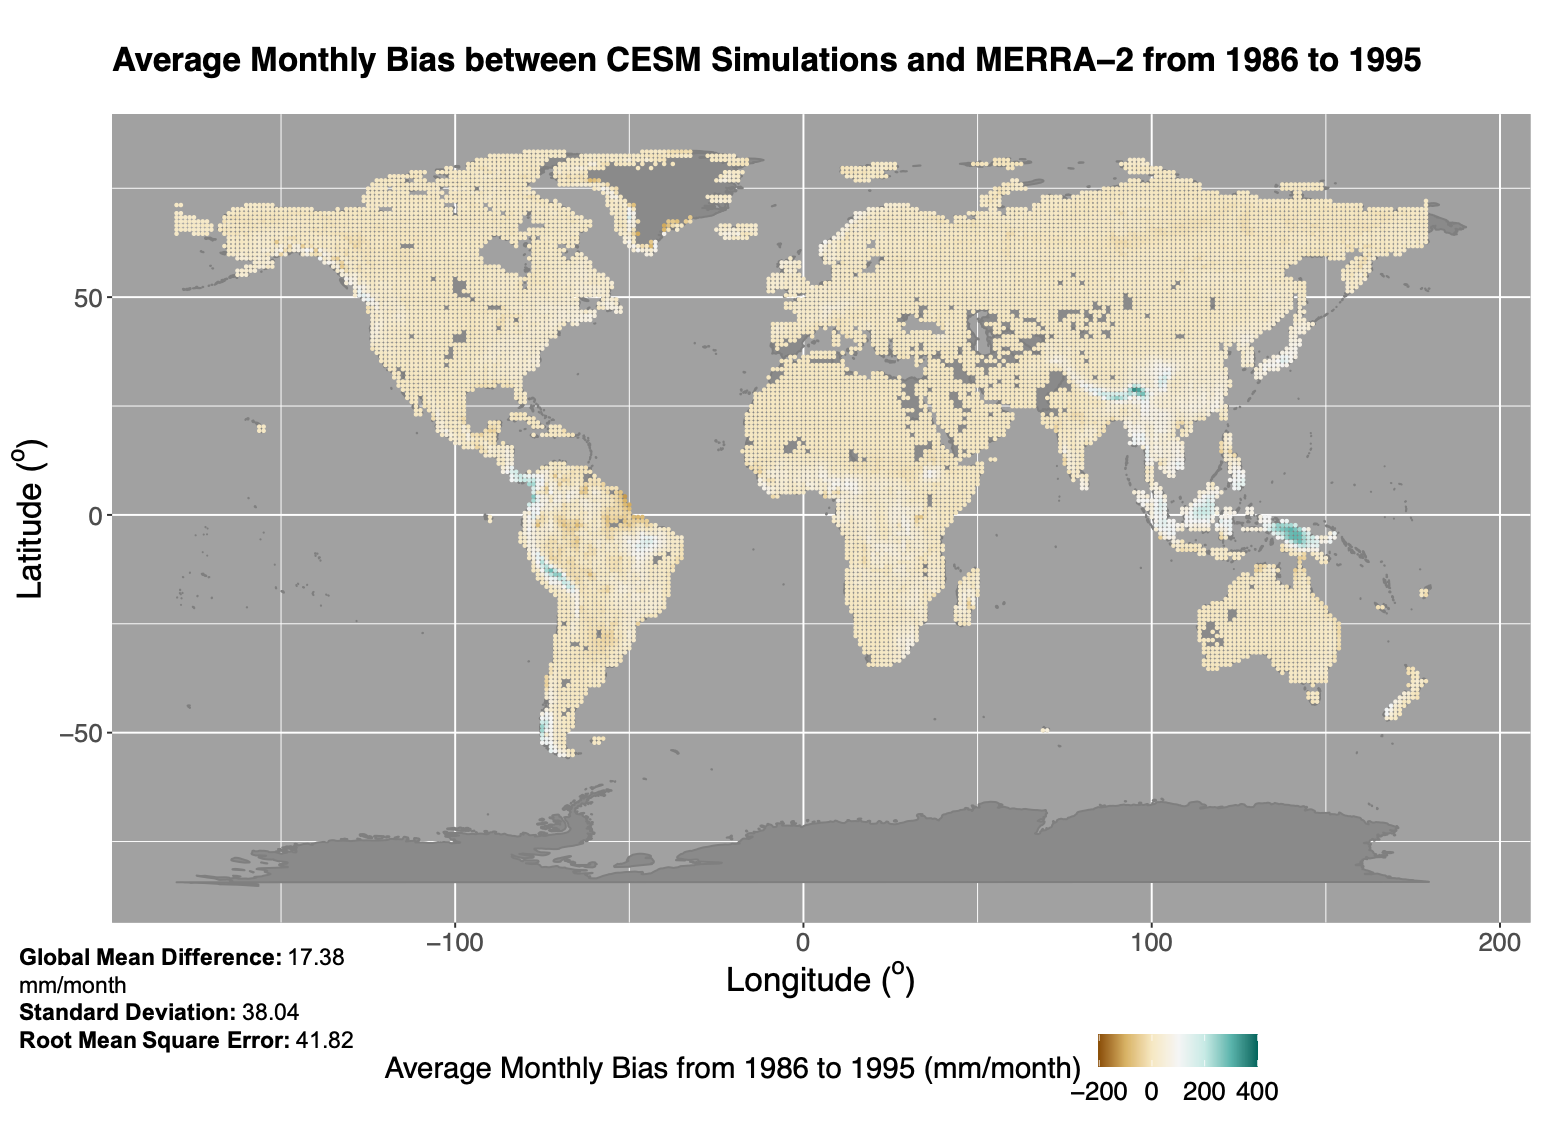 Average Monthly Bias between CESM Simulations and MERRA−2 from 1986 to 1995
Latitude (o)
50
0
−50
−100
0
100
200
Longitude (o)
Global Mean Difference: 17.38
mm/month
Standard Deviation: 38.04
Root Mean Square Error: 41.82
Average Monthly Bias from 1986 to 1995 (mm/month)
−200 0 200 400